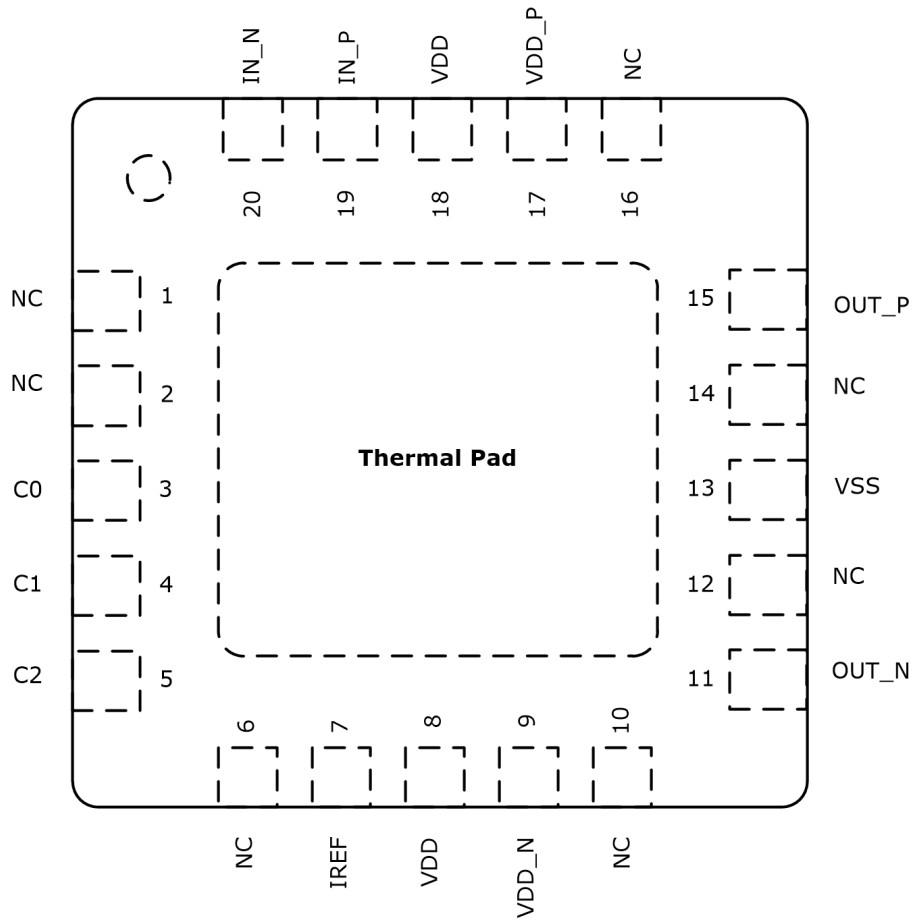 IN_N
IN_P
VDD
VDD_P
NC
20
19
18
17
16
NC 1
NC 2
C0 3
C1 4
C2 5
Thermal Pad
15 OUT_P
14 NC
13 VSS
12 NC
11 OUT_N
6
7
8
9
10
NC
IREF
VDD
VDD_N
NC